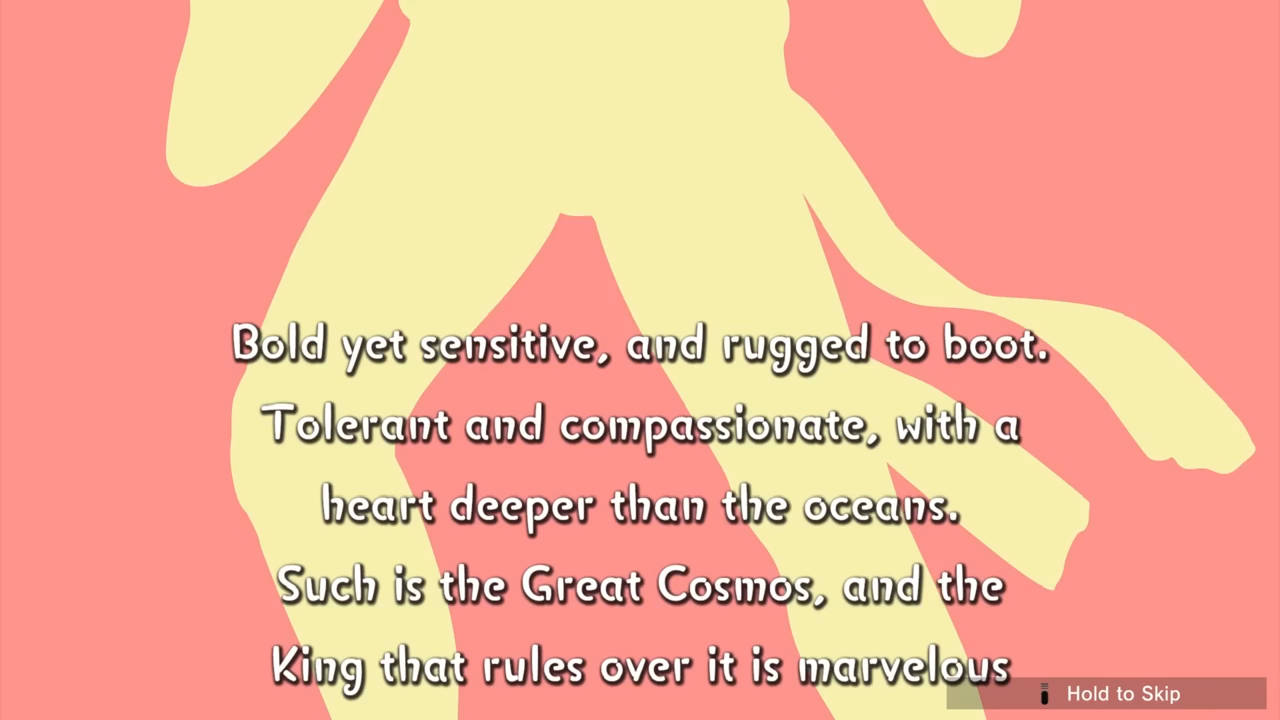 Bold yet sensitive, and rugged to boot.
Tolerant and compassionate, with a
heart deeper than the oceans.
Such is the Great Cosmos, and the
King that rules over it is marvelous
Hold to Skip